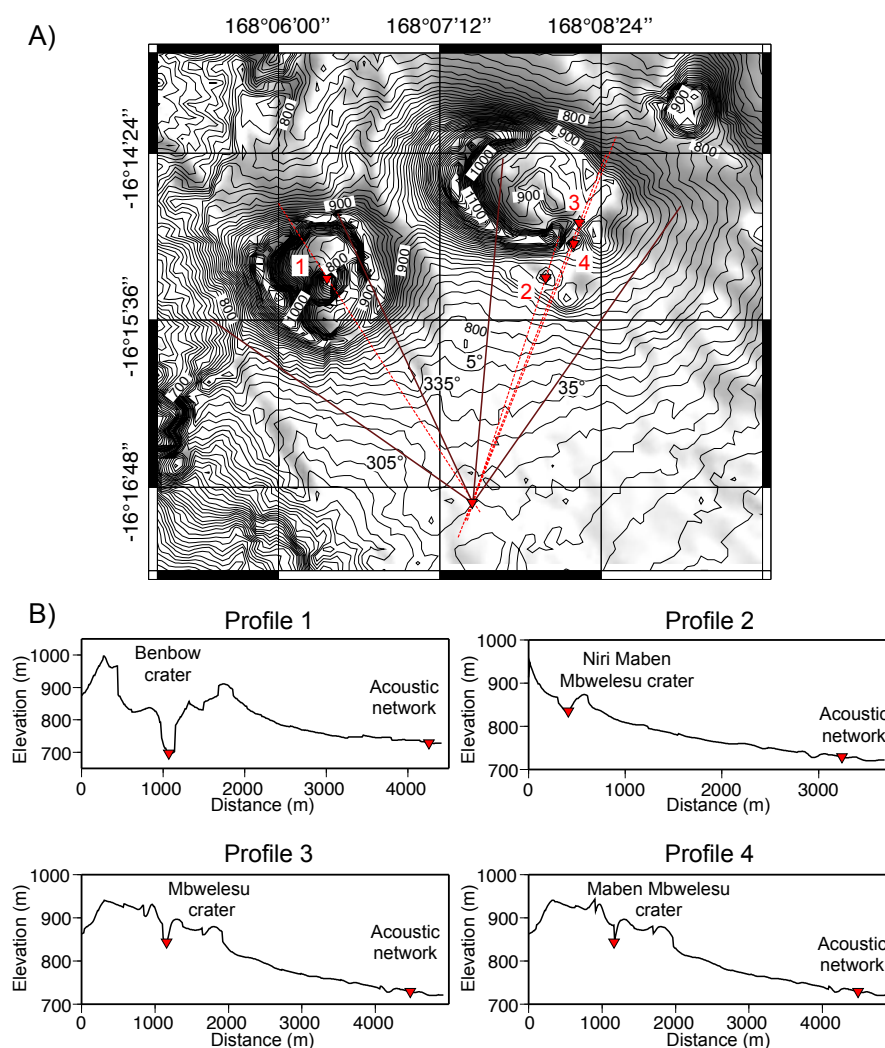 A)
168°06'00’’ 168°07'12’’ 168°08'24’’
-16°14'24’’
-16°15'36’’
-16°16'48’’
800
900
800
900
800
1000
900
1100
900
3
4
2
1
900
800
900
800
1000
800
700
5°
335°
35°
305°
B)
Profile 1
Elevation (m)
1000
900
800
700
Benbow
crater
Acoustic
network
0 1000 2000 3000 4000
Distance (m)
Profile 2
Elevation (m)
1000
900
800
700
Niri Maben
Mbwelesu crater
Acoustic
network
0 1000 2000 3000
Distance (m)
Profile 3
Elevation (m)
1000
900
800
700
Mbwelesu
crater
Acoustic
network
0 1000 2000 3000 4000
Distance (m)
Profile 4
Elevation (m)
1000
900
800
700
Maben Mbwelesu
crater
Acoustic
network
0 1000 2000 3000 4000
Distance (m)